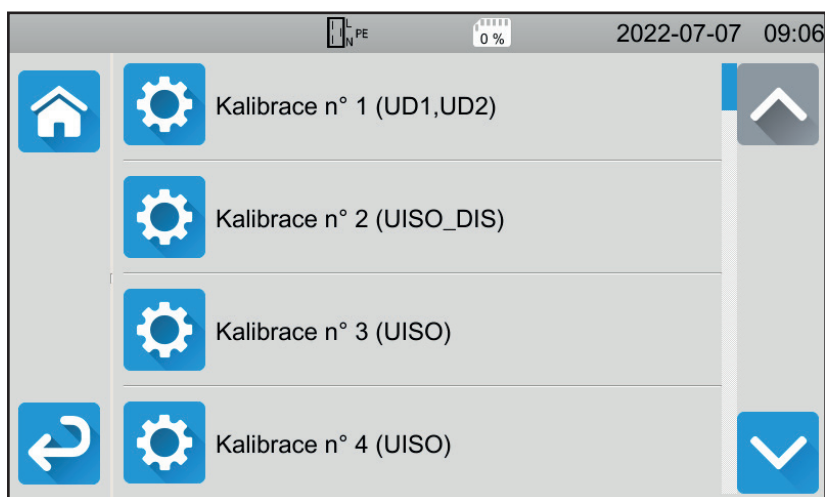 L
N PE
0 %
2022-07-07 09:06
Kalibrace n° 1 (UD1,UD2)
Kalibrace n° 2 (UISO_DIS)
Kalibrace n° 3 (UISO)
Kalibrace n° 4 (UISO)